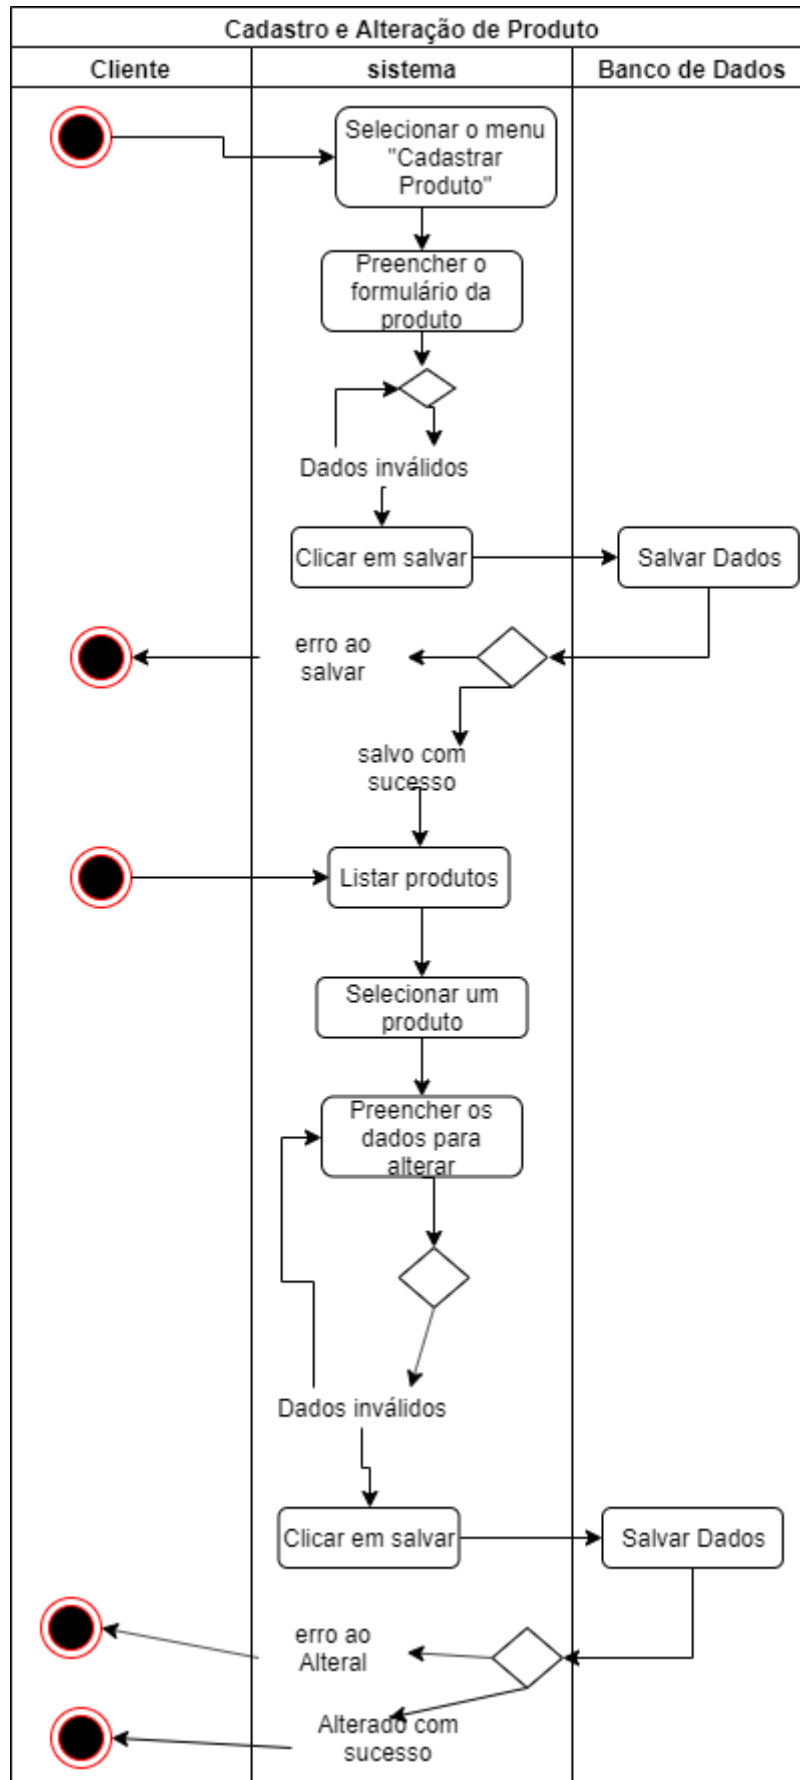 Cadastro e Alteração de Produto
Cliente
sistema
Banco de Dados
Selecionar o menu
"Cadastrar
Produto"
Preencher o
formulário da
produto
Dados inválidos
Clicar em salvar
Salvar Dados
erro ao
salvar
salvo com
sucesso
Listar produtos
Selecionar um
produto
Preencher os
dados para
alterar
Dados inválidos
Clicar em salvar
Salvar Dados
erro ao
Alteral
Alterado com
sucesso